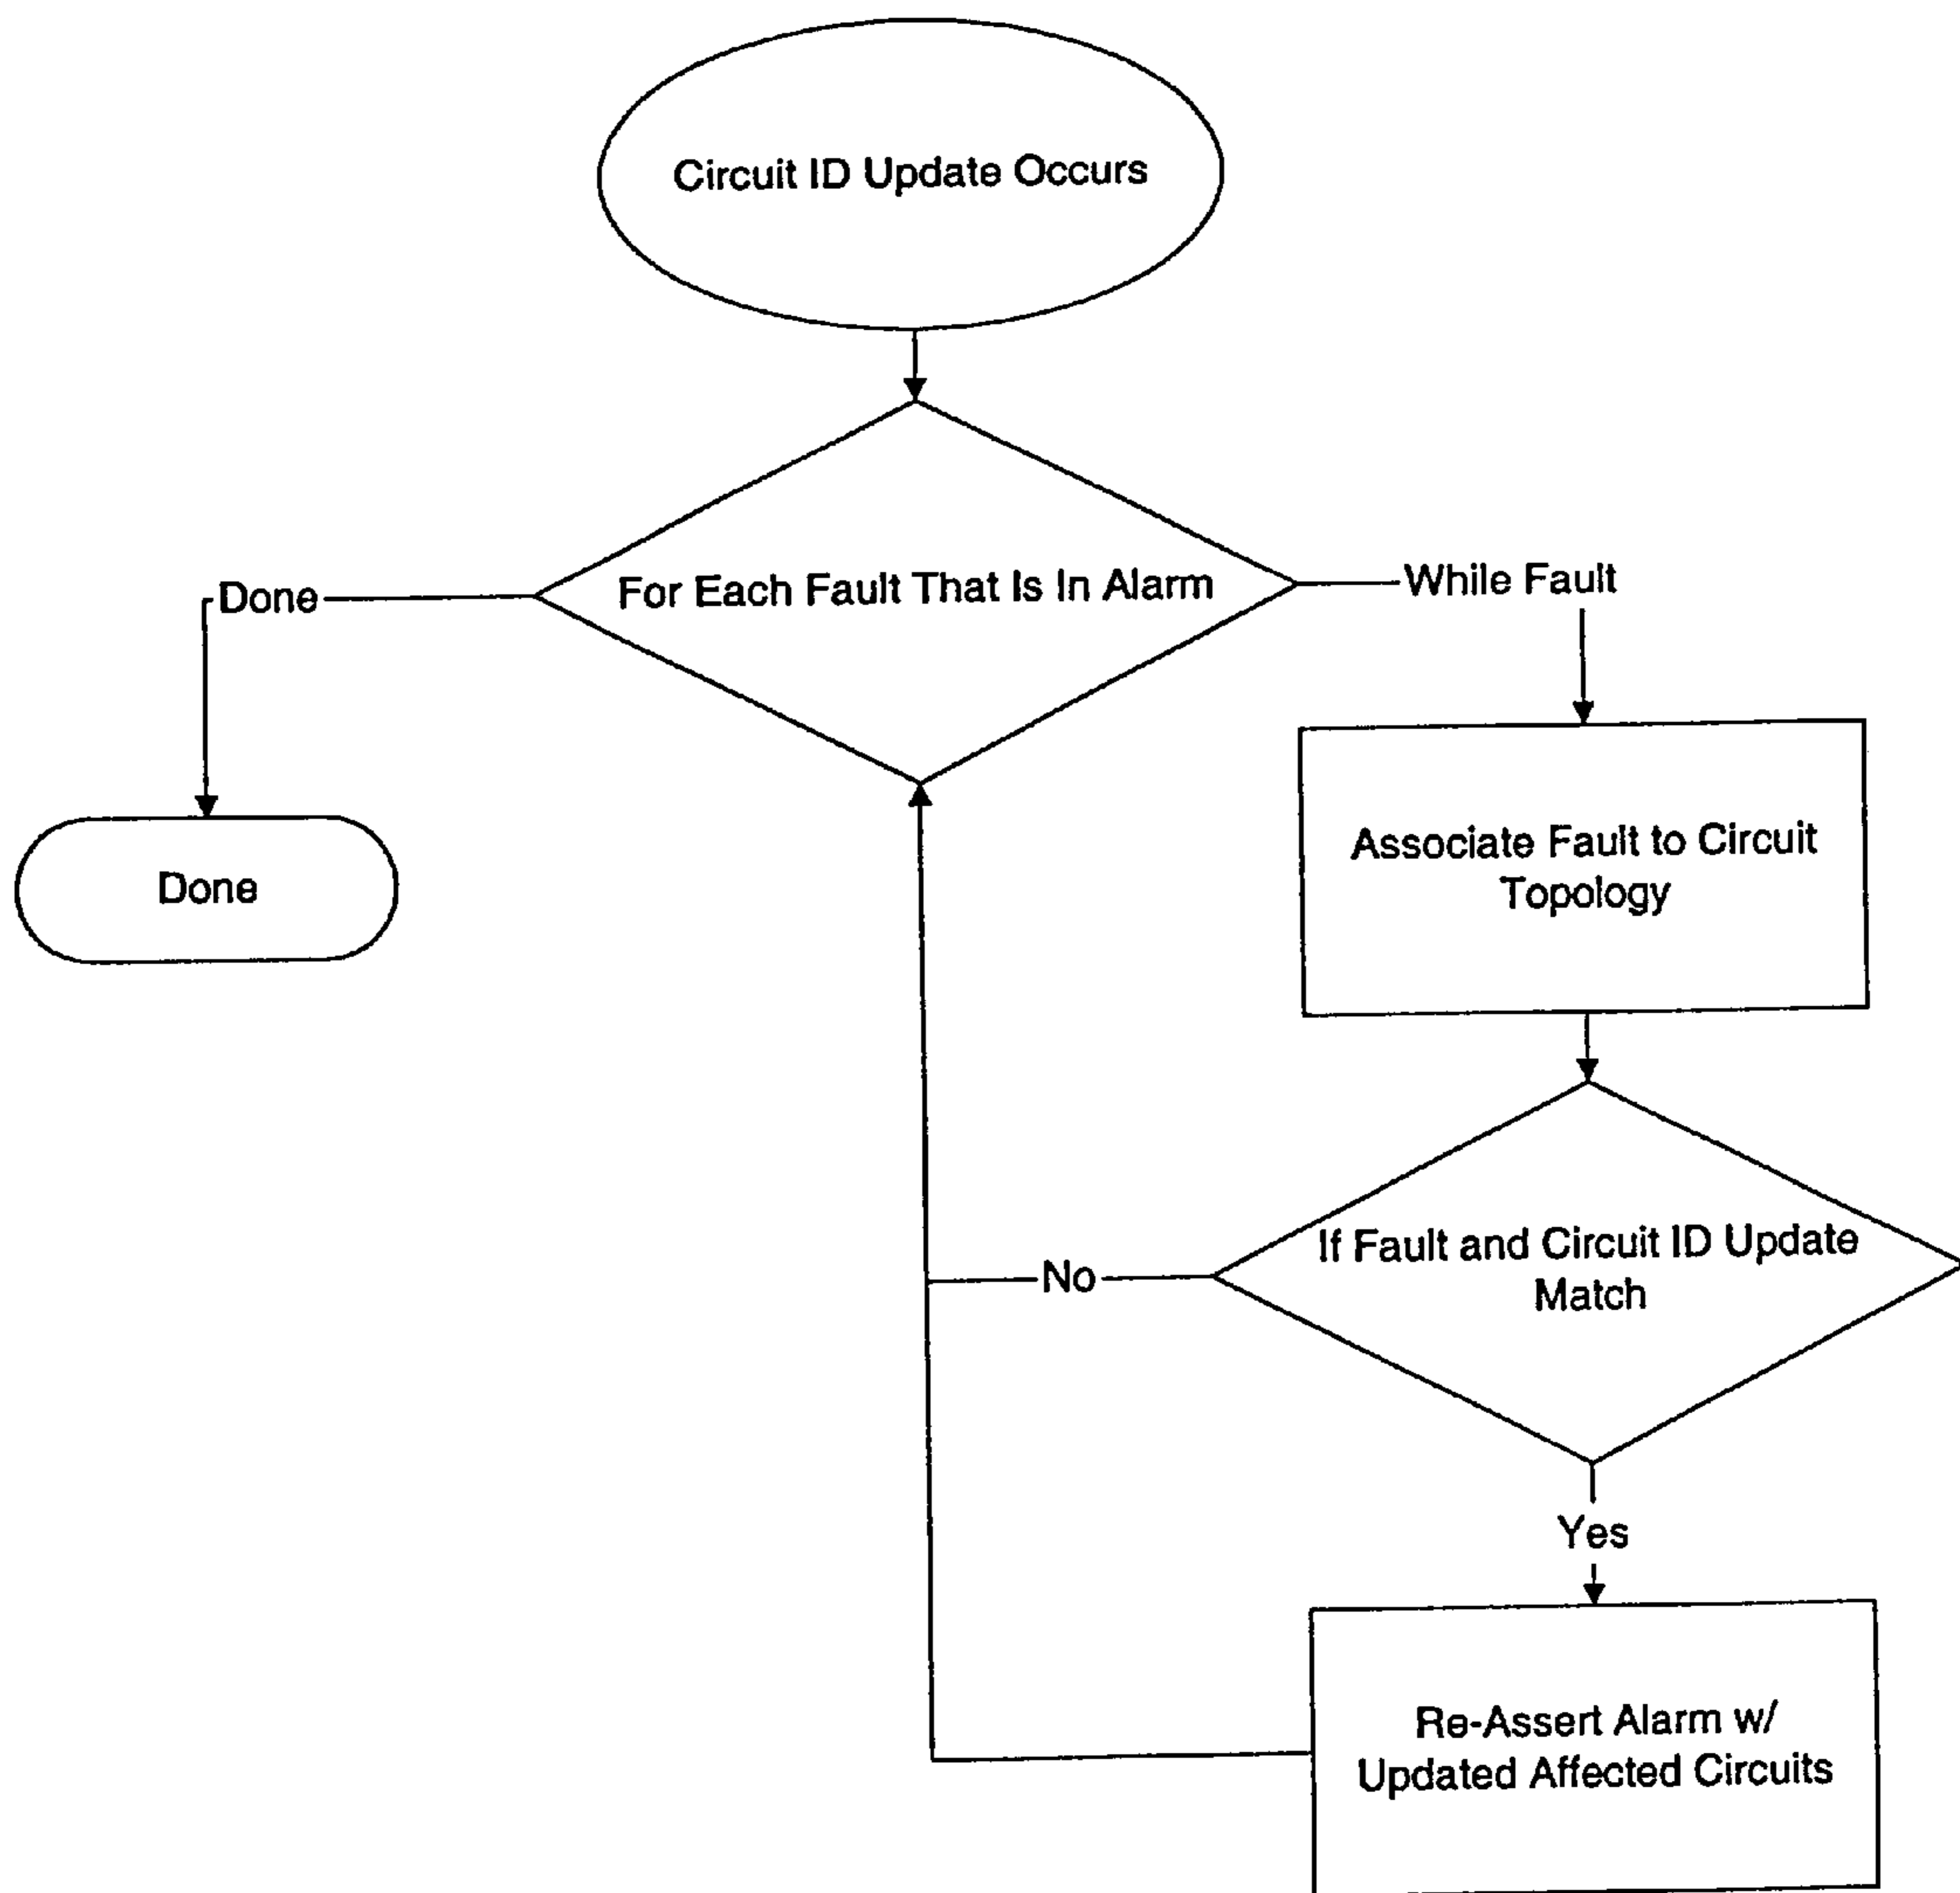 Circuit ID Update Occurs
For Each Fault That Is In Alarm
Done
While Fault
Done
Associate Fault to Circuit
Topology
If Fault and Circuit ID Update
Match
No
Yes
Re-Assert Alarm w/
Updated Affected Circuits